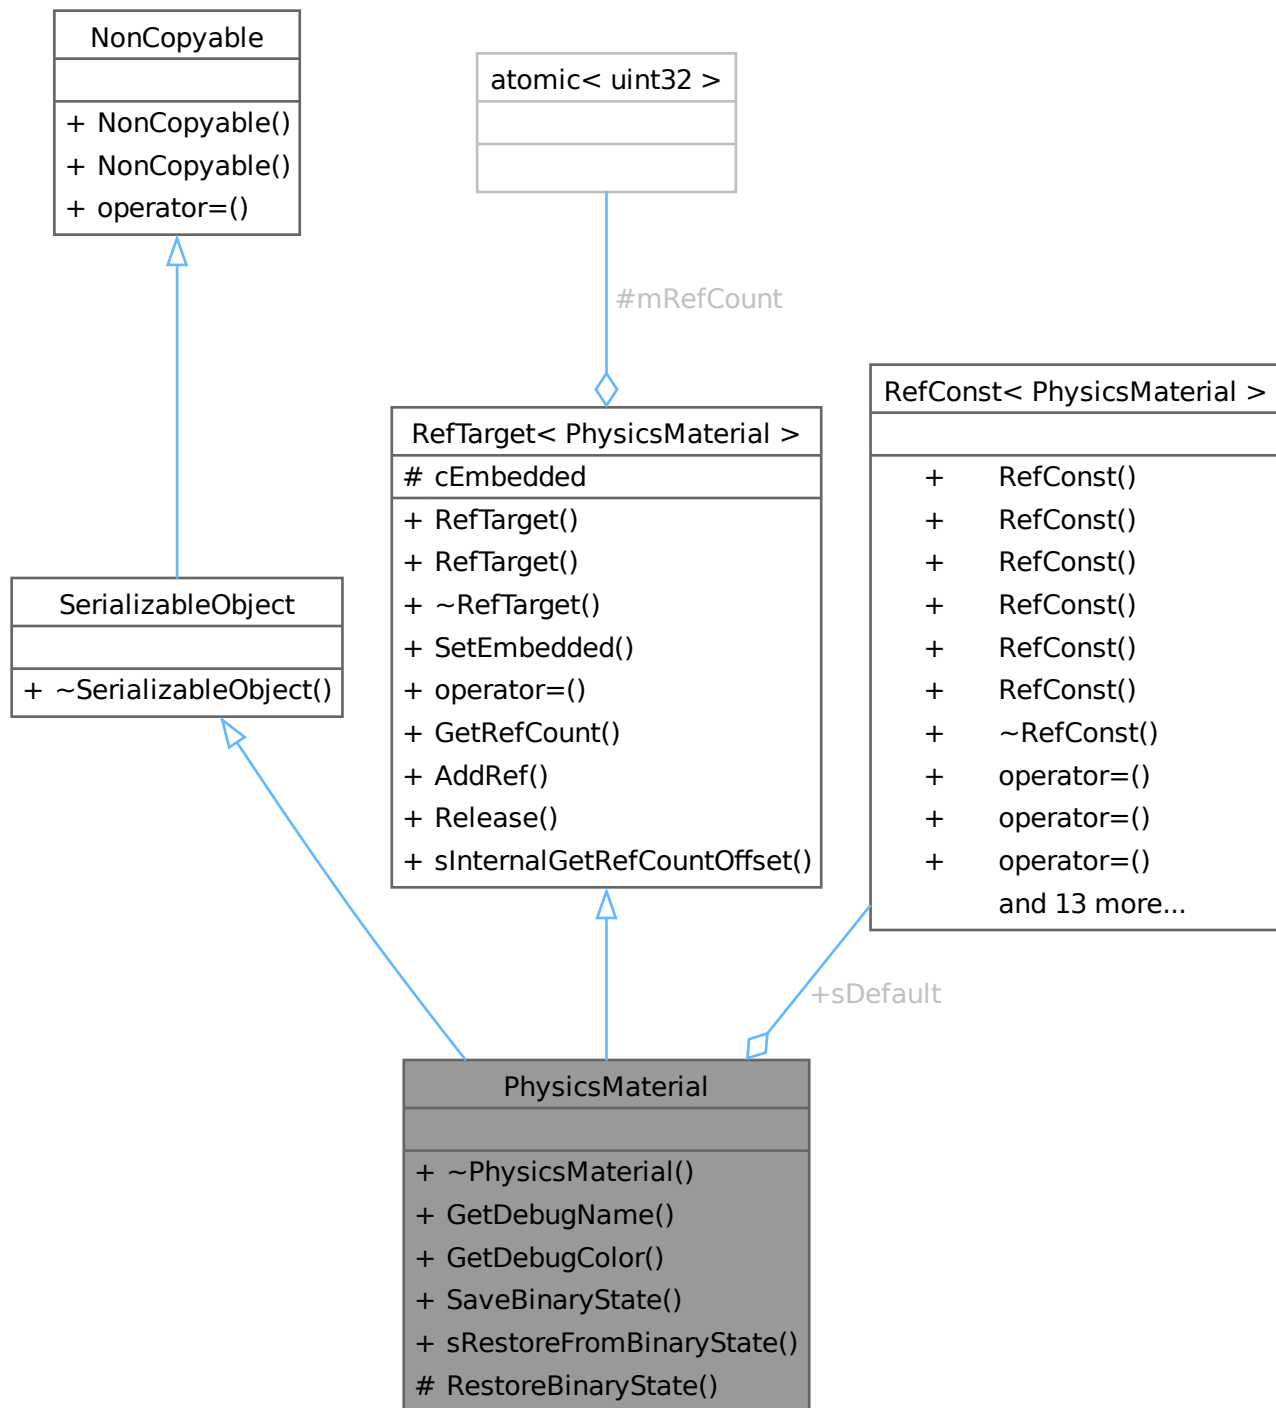 NonCopyable
+ NonCopyable()
+ NonCopyable()
+ operator=()
atomic< uint32 >
#mRefCount
RefTarget< PhysicsMaterial >
# cEmbedded
+ RefTarget()
+ RefTarget()
+ ~RefTarget()
+ SetEmbedded()
+ operator=()
+ GetRefCount()
+ AddRef()
+ Release()
+ sInternalGetRefCountOffset()
RefConst< PhysicsMaterial >
+ RefConst()
+ RefConst()
+ RefConst()
+ RefConst()
+ RefConst()
+ RefConst()
+ ~RefConst()
+ operator=()
+ operator=()
+ operator=()
and 13 more...
SerializableObject
+ ~SerializableObject()
+sDefault
PhysicsMaterial
+ ~PhysicsMaterial()
+ GetDebugName()
+ GetDebugColor()
+ SaveBinaryState()
+ sRestoreFromBinaryState()
# RestoreBinaryState()